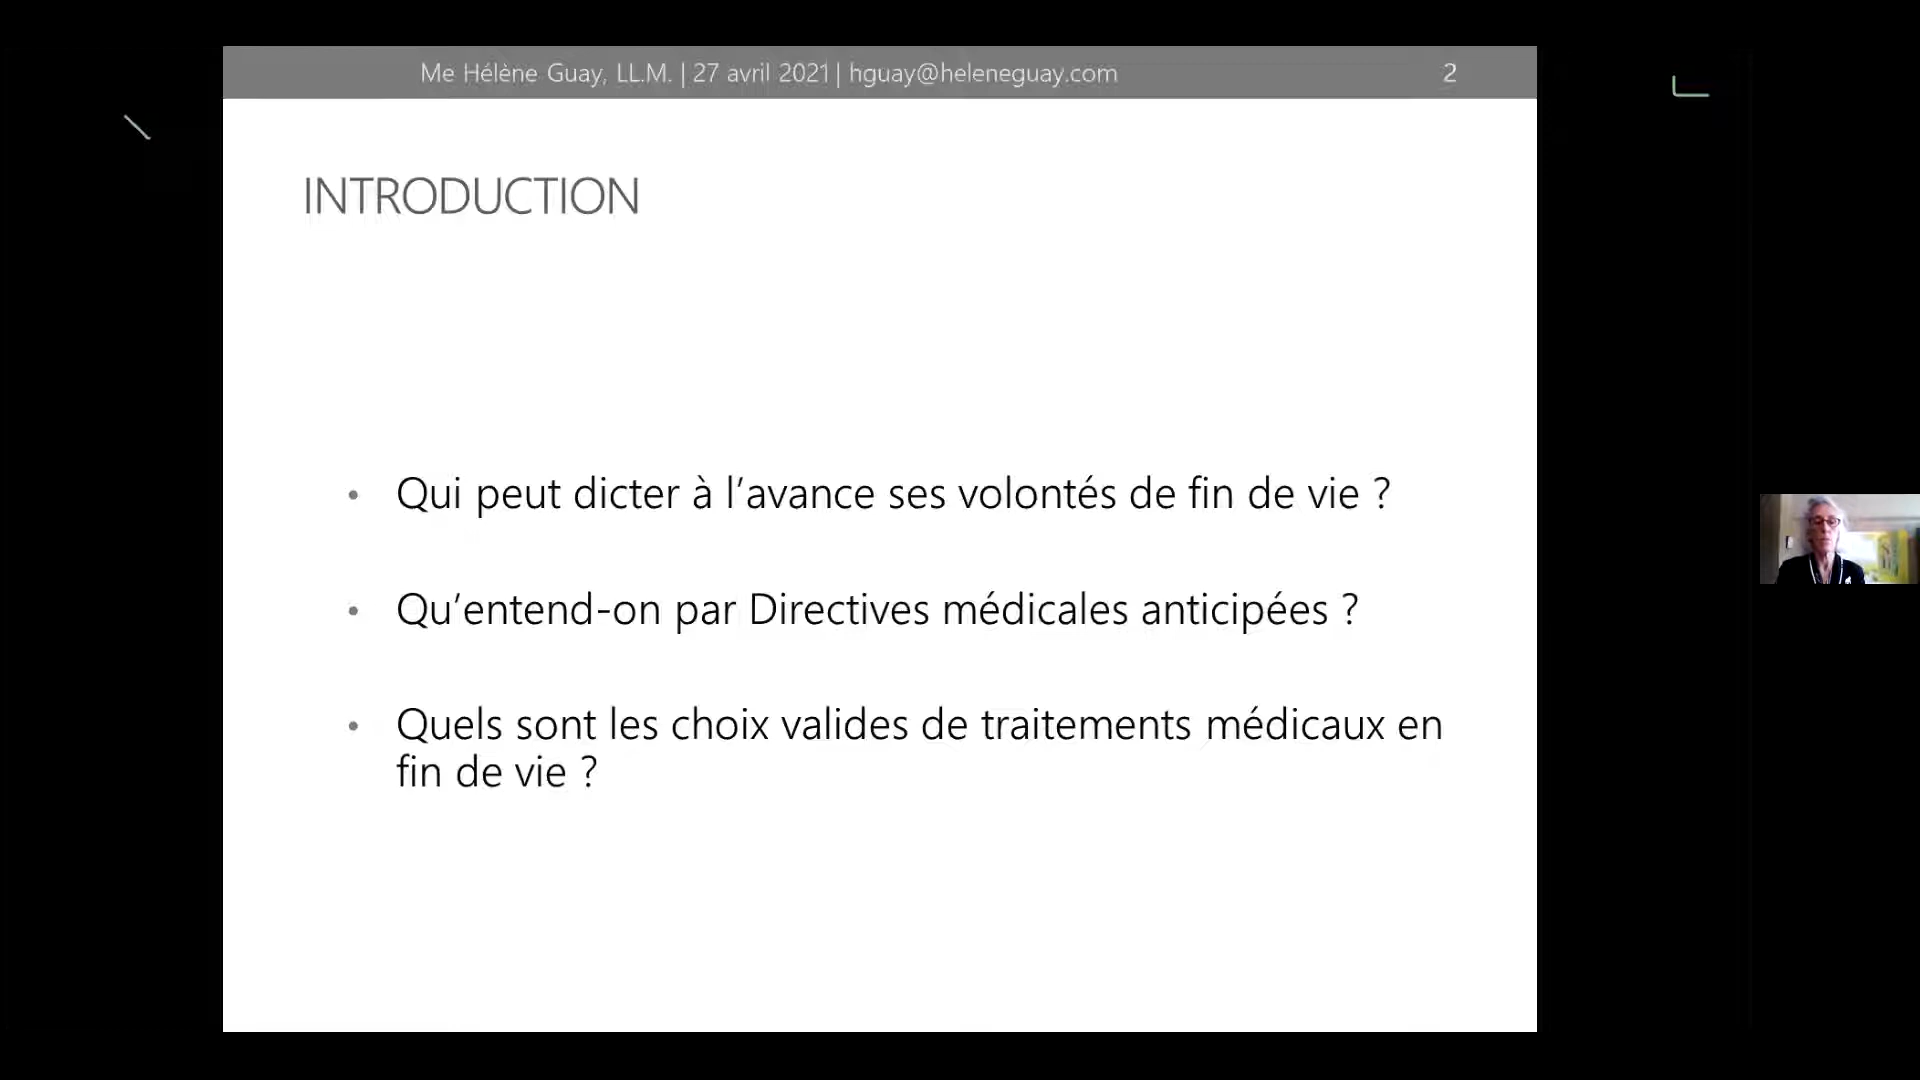 Me Hélène Guay, LL.M. | 27 avril 2021 | hguay@heleneguay.com 2
INTRODUCTION
• Qui peut dicter à l’avance ses volontés de fin de vie ?
• Qu’entend-on par Directives médicales anticipées ?
• Quels sont les choix valides de traitements médicaux en
fin de vie ?